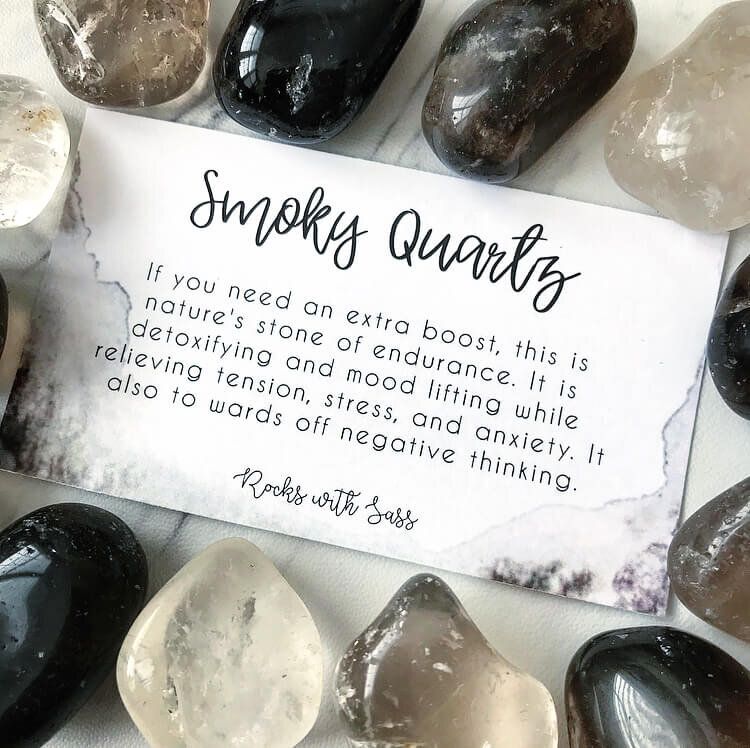 Smoky Quartz
If you need an extra boost, this is
nature's stone of endurance. It is
detoxifying and mood lifting while
relieving tension, stress, and anxiety. It
also to wards off negative thinking.
Rocks with Sass